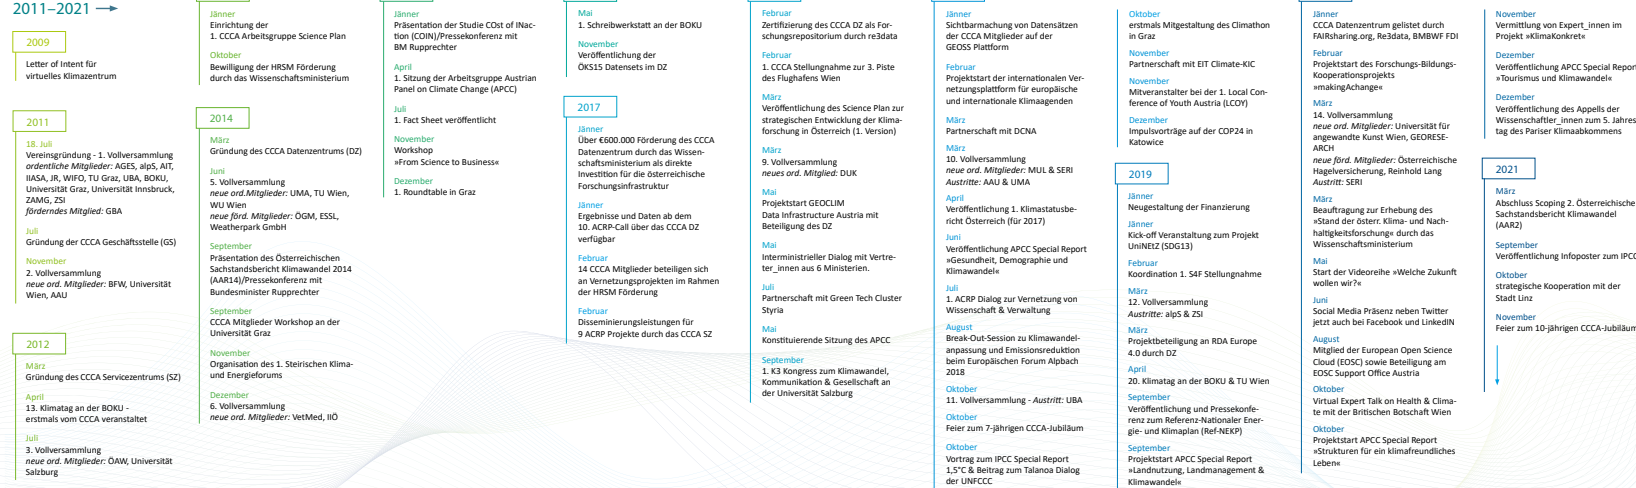 2011–2021
2009
Letter of Intent für
virtuelles Klimazentrum
2011
18. Juli
Vereinsgründung - 1. Vollversammlung
ordentliche Mitglieder: AGES, alpS, AIT,
IIASA, JR, WIFO, TU Graz, UBA, BOKU,
Universität Graz, Universität Innsbruck,
ZAMG, ZSI
förderndes Mitglied: GBA
Juli
Gründung der CCCA Geschäftsstelle (GS)
November
2. Vollversammlung
neue ord. Mitglieder: BFW, Universität
Wien, AAU
2012
März
Gründung des CCCA Servicezentrums (SZ)
April
13. Klimatag an der BOKU -
erstmals vom CCCA veranstaltet
Juli
3. Vollversammlung
neue ord. Mitglieder: ÖAW, Universität
Salzburg
Jänner
Einrichtung der
1. CCCA Arbeitsgruppe Science Plan
Oktober
Bewilligung der HRSM Förderung
durch das Wissenschaftsministerium
2014
März
Gründung des CCCA Datenzentrums (DZ)
Juni
5. Vollversammlung
neue ord.Mitglieder: UMA, TU Wien,
WU Wien
neue förd. Mitglieder: ÖGM, ESSL,
Weatherpark GmbH
September
Präsentation des Österreichischen
Sachstandsbericht Klimawandel 2014
(AAR14)/Pressekonferenz mit
Bundesminister Rupprechter
September
CCCA Mitglieder Workshop an der
Universität Graz
November
Organisation des 1. Steirischen Klima-
und Energieforums
Dezember
6. Vollversammlung
neue ord. Mitglieder: VetMed, IIÖ
Jänner
Präsentation der Studie COst of INac-
tion (COIN)/Pressekonferenz mit
BM Rupprechter
April
1. Sitzung der Arbeitsgruppe Austrian
Panel on Climate Change (APCC)
Juli
1. Fact Sheet veröffentlicht
November
Workshop
»From Science to Business«
Dezember
1. Roundtable in Graz
Mai
1. Schreibwerkstatt an der BOKU
November
Veröffentlichung der
ÖKS15 Datensets im DZ
2017
Jänner
Über €600.000 Förderung des CCCA
Datenzentrum durch das Wissen-
schaftsministerium als direkte
Investition für die österreichische
Forschungsinfrastruktur
Jänner
Ergebnisse und Daten ab dem
10. ACRP-Call über das CCCA DZ
verfügbar
Februar
14 CCCA Mitglieder beteiligen sich
an Vernetzungsprojekten im Rahmen
der HRSM Förderung
Februar
Disseminierungsleistungen für
9 ACRP Projekte durch das CCCA SZ
Februar
Zertifizierung des CCCA DZ als For-
schungsrepositorium durch re3data
Februar
1. CCCA Stellungnahme zur 3. Piste
des Flughafens Wien
März
Veröffentlichung des Science Plan zur
strategischen Entwicklung der Klima-
forschung in Österreich (1. Version)
März
9. Vollversammlung
neues ord. Mitglied: DUK
Mai
Projektstart GEOCLIM
Data Infrastructure Austria mit
Beteiligung des DZ
Mai
Interministrieller Dialog mit Vertre-
ter_innen aus 6 Ministerien.
Juli
Partnerschaft mit Green Tech Cluster
Styria
Mai
Konstituierende Sitzung des APCC
September
1. K3 Kongress zum Klimawandel,
Kommunikation & Gesellschaft an
der Universität Salzburg
Jänner
Sichtbarmachung von Datensätzen
der CCCA Mitglieder auf der
GEOSS Plattform
Februar
Projektstart der internationalen Ver-
netzungsplattform für europäische
und internationale Klimaagenden
März
Partnerschaft mit DCNA
März
10. Vollversammlung
neue ord. Mitglieder: MUL & SERI
Austritte: AAU & UMA
April
Veröffentlichung 1. Klimastatusbe-
richt Österreich (für 2017)
Juni
Veröffentlichung APCC Special Report
»Gesundheit, Demographie und
Klimawandel«
Juli
1. ACRP Dialog zur Vernetzung von
Wissenschaft & Verwaltung
August
Break-Out-Session zu Klimawandel-
anpassung und Emissionsreduktion
beim Europäischen Forum Alpbach
2018
Oktober
11. Vollversammlung - Austritt: UBA
Oktober
Feier zum 7-jährigen CCCA-Jubiläum
Oktober
Vortrag zum IPCC Special Report
1,5°C & Beitrag zum Talanoa Dialog
der UNFCCC
Oktober
erstmals Mitgestaltung des Climathon
in Graz
November
Partnerschaft mit EIT Climate-KIC
November
Mitveranstalter bei der 1. Local Con-
ference of Youth Austria (LCOY)
Dezember
Impulsvorträge auf der COP24 in
Katowice
2019
Jänner
Neugestaltung der Finanzierung
Jänner
Kick-off Veranstaltung zum Projekt
UniNEtZ (SDG13)
Februar
Koordination 1. S4F Stellungnahme
März
12. Vollversammlung
Austritte: alpS & ZSI
März
Projektbeteiligung an RDA Europe
4.0 durch DZ
April
20. Klimatag an der BOKU & TU Wien
September
Veröffentlichung und Pressekonfe-
renz zum Referenz-Nationaler Ener-
gie- und Klimaplan (Ref-NEKP)
September
Projektstart APCC Special Report
»Landnutzung, Landmanagement &
Klimawandel«
Jänner
CCCA Datenzentrum gelistet durch
FAIRsharing.org, Re3data, BMBWF FDI
Februar
Projektstart des Forschungs-Bildungs-
Kooperationsprojekts
»makingAchange«
März
14. Vollversammlung
neue ord. Mitglieder: Universität für
angewandte Kunst Wien, GEORESE-
ARCH
neue förd. Mitglieder: Österreichische
Hagelversicherung, Reinhold Lang
Austritt: SERI
März
Beauftragung zur Erhebung des
»Stand der österr. Klima- und Nach-
haltigkeitsforschung« durch das
Wissenschaftsministerium
Mai
Start der Videoreihe »Welche Zukunft
wollen wir?«
Juni
Social Media Präsenz neben Twitter
jetzt auch bei Facebook und LinkedIN
August
Mitglied der European Open Science
Cloud (EOSC) sowie Beteiligung am
EOSC Support Office Austria
Oktober
Virtual Expert Talk on Health & Clima-
te mit der Britischen Botschaft Wien
Oktober
Projektstart APCC Special Report
»Strukturen für ein klimafreundliches
Leben«
November
Vermittlung von Expert_innen im
Projekt »KlimaKonkret«
Dezember
Veröffentlichung APCC Special Report
»Tourismus und Klimawandel«
Dezember
Veröffentlichung des Appells der
Wissenschaftler_innen zum 5. Jahres
tag des Pariser Klimaabkommens
2021
März
Abschluss Scoping 2. Österreichischer
Sachstandsbericht Klimawandel
(AAR2)
September
Veröffentlichung Infoposter zum IPCC
Oktober
strategische Kooperation mit der
Stadt Linz
November
Feier zum 10-jährigen CCCA-Jubiläum